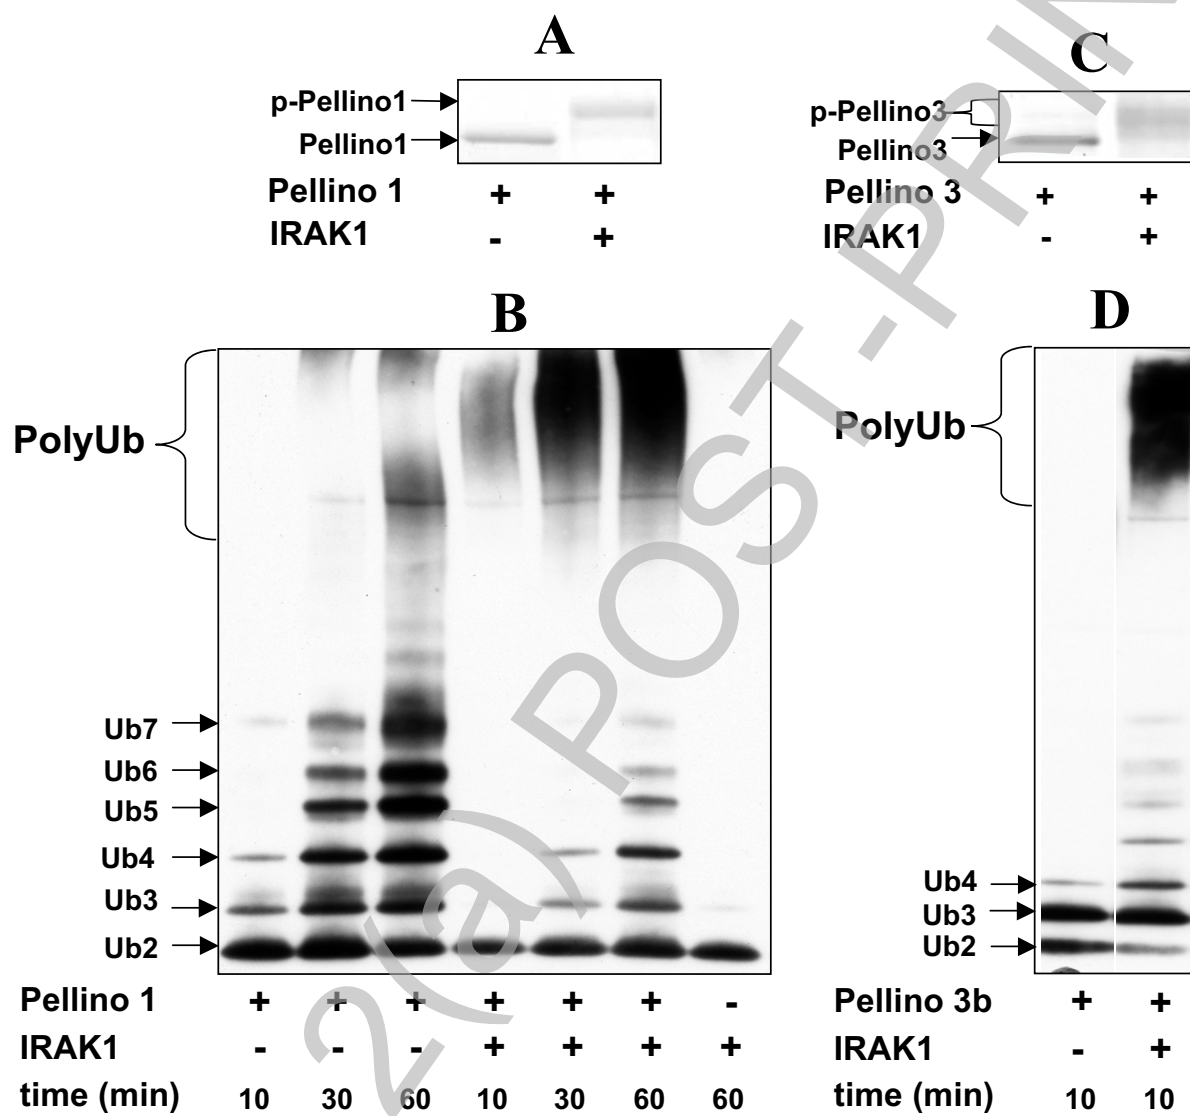 A
p-Pellino1
Pellino1
Pellino 1 + +
IRAK1 - +
C
p-Pellino3
Pellino3
Pellino 3 + +
IRAK1 - +
B
PolyUb
Ub7
Ub6
Ub5
Ub4
Ub3
Ub2
Pellino 1 + + + + + + -
IRAK1 - - - + + + +
time (min) 10 30 60 10 30 60 60
D
PolyUb
Ub4
Ub3
Ub2
Pellino 3b + +
IRAK1 - +
time (min) 10 10
2(a) POST-PRIN